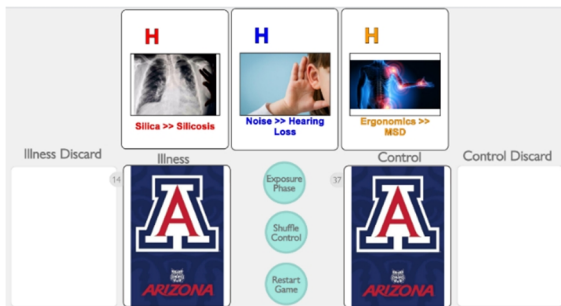 H
H
H
Silica >> Silicosis
Noise >> Hearing
Loss
Ergonomics >>
MSD
Illness Discard
Illness
Control
Control Discard
14
Exposure
Phase
37
A
A
Shuffle
Control
Restart
Game
ARIZONA
ARIZONA